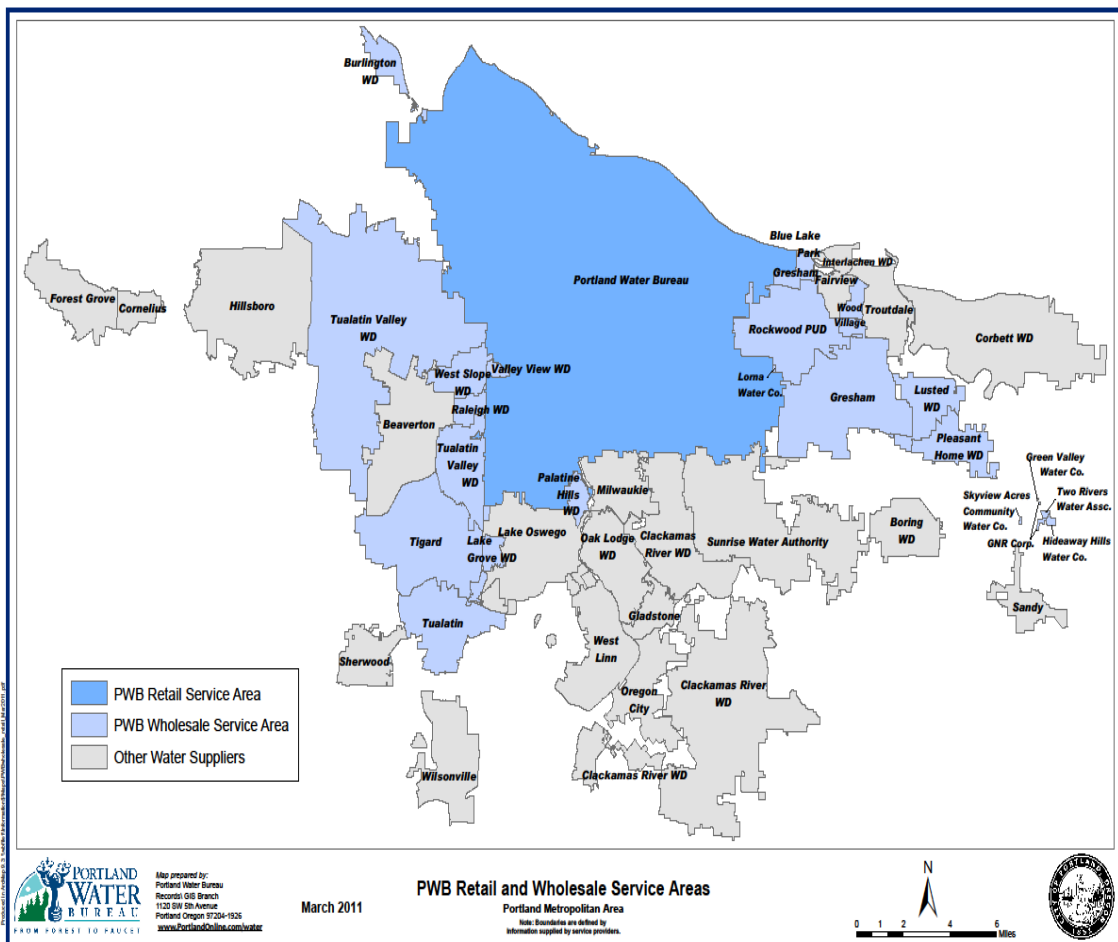 Burlington
WD
Blue Lake
Park
Interlachen WD
Gresham
Fairview
Portland Water Bureau
Forest Grove
Cornelius
Hillsboro
Tualatin Valley
WD
Rockwood PUD
Wood
Village
Troutdale
Corbett WD
West Slope
WD
Valley View WD
Lorna
Water Co.
Raleigh WD
Beaverton
Gresham
Lusted
WD
Tualatin
Valley
WD
Pleasant
Home WD
Palatine
Hills
WD
Milwaukie
Green Valley
Water Co.
Skyview Acres
Community
Water Co.
Two Rivers
Water Assc.
GNR Corp.
Hideaway Hills
Water Co.
Tigard
Lake
Grove WD
Lake Oswego
Oak Lodge
WD
Clackamas
River WD
Sunrise Water Authority
Boring
WD
Sandy
Tualatin
Gladstone
Sherwood
West
Linn
Oregon
City
Clackamas River
WD
Wilsonville
Clackamas River WD
PWB Retail Service Area
PWB Wholesale Service Area
Other Water Suppliers
PORTLAND
WATER
BUREAU
FROM FOREST TO FAUCET
Map prepared by:
Portland Water Bureau
Records\ GIS Branch
1120 SW 5th Avenue
Portland Oregon 97204-1926
www.PortlandOnline.com/water
March 2011
PWB Retail and Wholesale Service Areas
Portland Metropolitan Area
Note: Boundaries are defined by
information supplied by service providers.
N
0 1 2 3 4 6
Miles